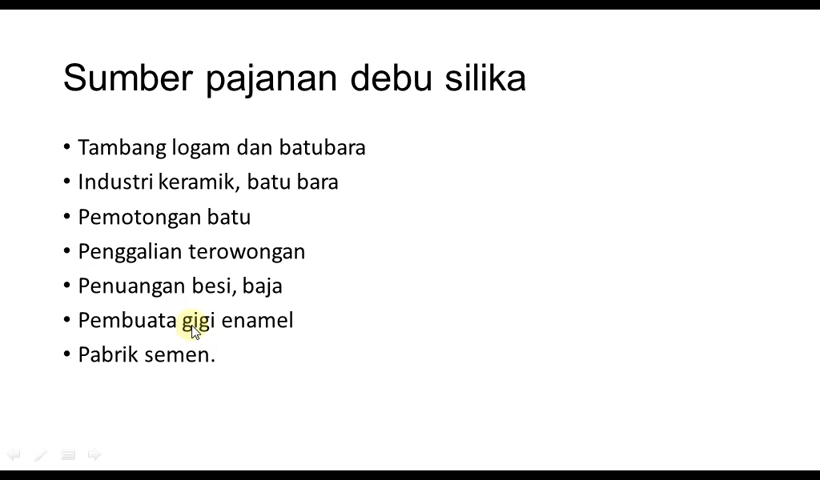 Sumber pajanan debu silika
• Tambang logam dan batubara
• Industri keramik, batu bara
• Pemotongan batu
• Penggalian terowongan
• Penuangan besi, baja
• Pembuata gigi enamel
• Pabrik semen.